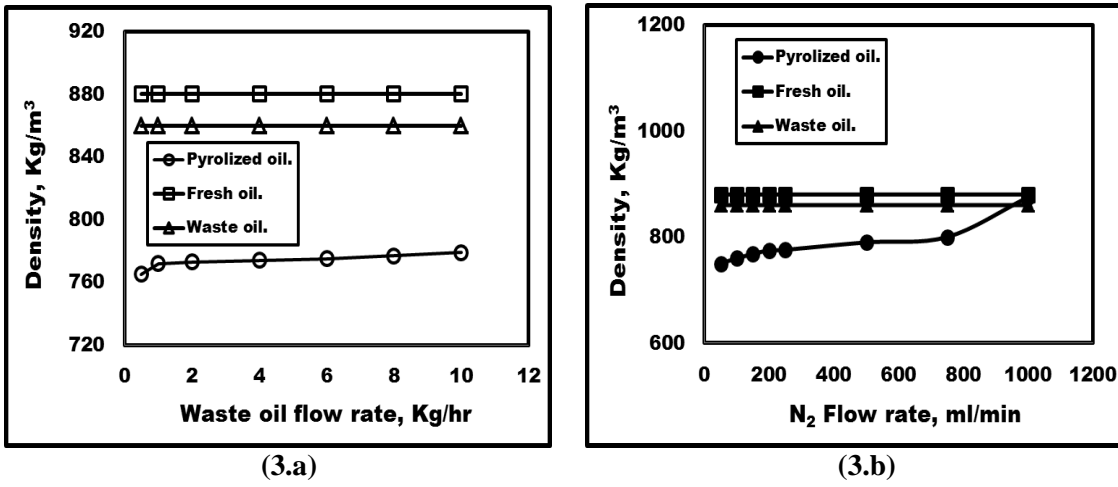 920
880
840
800
760
720
Density, Kg/m³
Pyrolized oil.
Fresh oil.
Waste oil.
0 2 4 6 8 10 12
Waste oil flow rate, Kg/hr
(3.a)
1200
1000
800
600
Density, Kg/m³
Pyrolized oil.
Fresh oil.
Waste oil.
0 200 400 600 800 1000 1200
N₂ Flow rate, ml/min
(3.b)